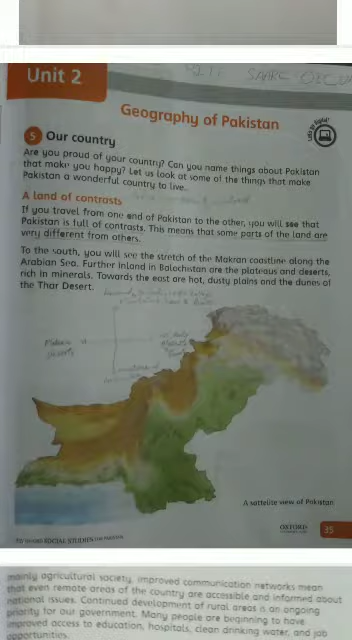 Unit 2
Geography of Pakistan
5 Our country
Are you proud of your country? Can you name things about Pakistan
that make you happy? Let us look at some of the things that make
Pakistan a wonderful country to live.
A land of contrasts
If you travel from one end of Pakistan to the other, you will see that
Pakistan is full of contrasts. This means that some parts of the land are
very different from others.
To the south, you will see the stretch of the Makran coastline along the
Arabian Sea. Further inland in Balochistan are the plateaus and deserts,
rich in minerals. Towards the east are hot, dusty plains and the dunes of
the Thar Desert.
A sattelite view of Pakistan
SOCIAL STUDIES FOR PAKISTAN
OXFORD
35
mainly agricultural society, improved communication networks mean
that even remote areas of the country are accessible and informed about
national issues. Continued development of rural areas is an ongoing
priority for our government. Many people are beginning to have
improved access to education, hospitals, clean drinking water, and job
opportunities.